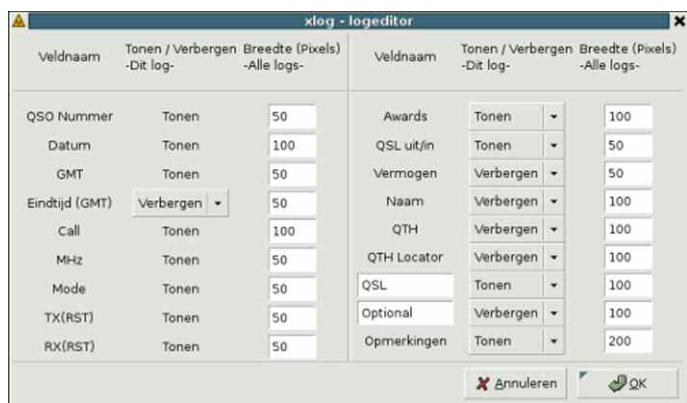 xlog - logeditor
Veldnaam Tonen / Verbergen Breedte (Pixels) Veldnaam Tonen / Verbergen Breedte (Pixels)
-Dit log- -Alle logs- -Dit log- -Alle logs-
QSO Nummer Tonen 50 Awards Tonen 100
Datum Tonen 100 QSL uit/in Tonen 50
GMT Tonen 50 Vermogen Verbergen 50
Eindtijd (GMT) Verbergen 50 Naam Verbergen 100
Call Tonen 100 QTH Verbergen 100
MHz Tonen 50 QTH Locator Verbergen 100
Mode Tonen 50 QSL Tonen 100
TX(RST) Tonen 50 Optional Verbergen 100
RX(RST) Tonen 50 Opmerkingen Tonen 200
Annuleren OK